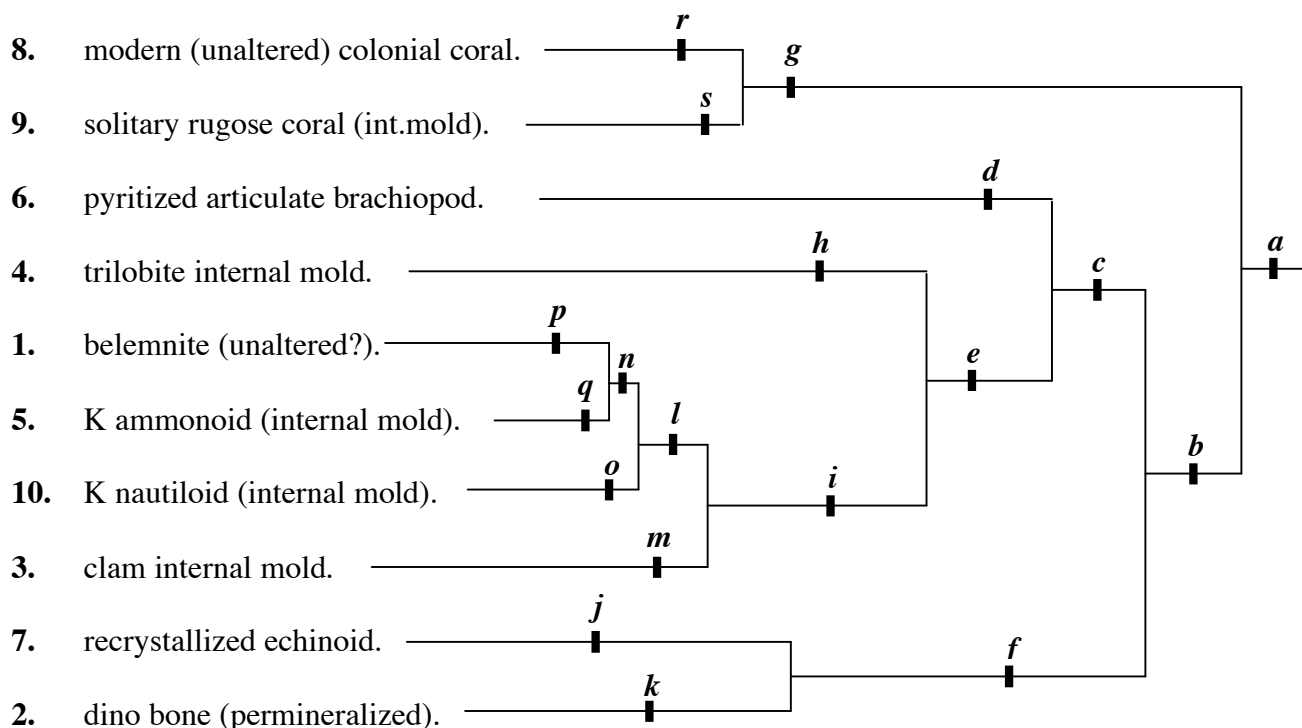 r
8. modern (unaltered) colonial coral.
g
s
9. solitary rugose coral (int.mold).
d
6. pyritized articulate brachiopod.
h
a
c
4. trilobite internal mold.
p
1. belemnite (unaltered?).
n
e
q
5. K ammonoid (internal mold).
l
b
o
10. K nautiloid (internal mold).
i
m
3. clam internal mold.
j
7. recrystallized echinoid.
f
k
2. dino bone (permineralized).